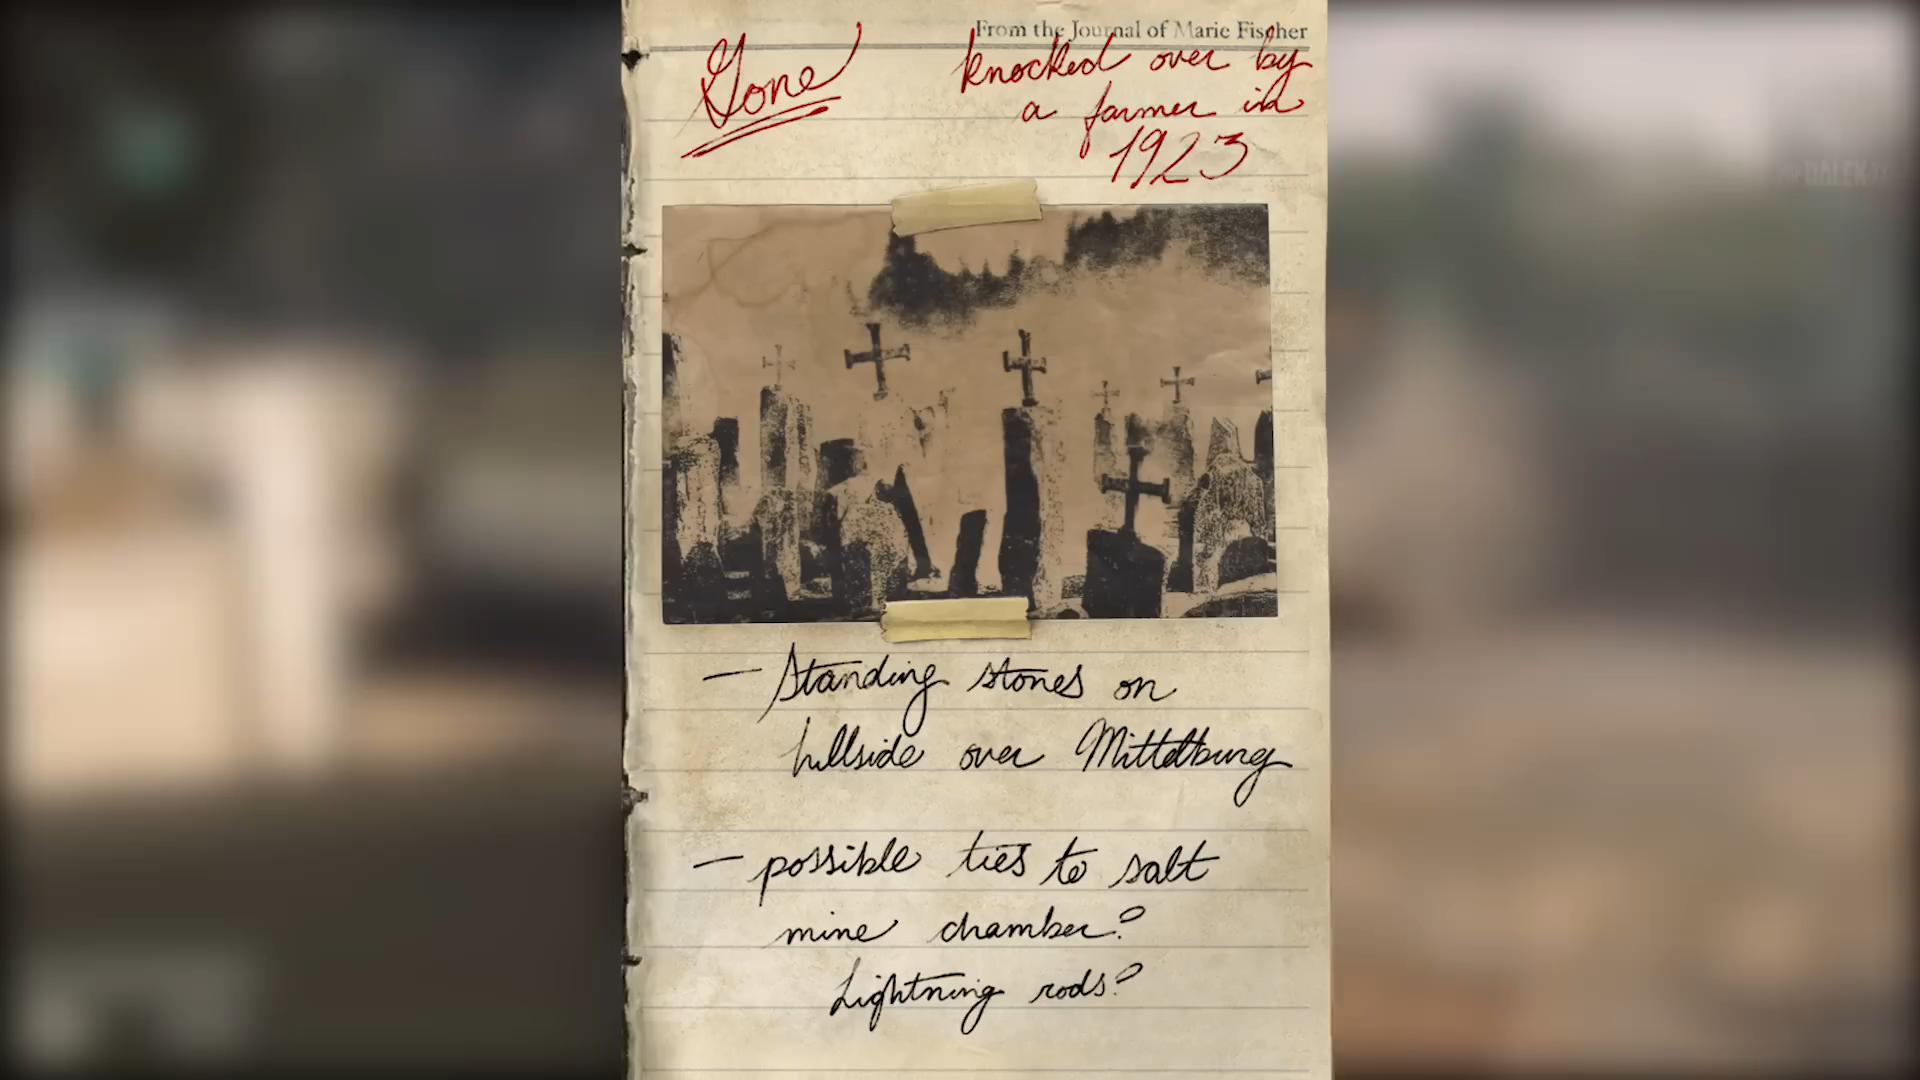 From the Journal of Marie Fischer
Gone
knocked over by
a farmer in
1923
— Standing stones on
hillside over Mittelburg
— possible ties to salt
mine chamber?
Lightning rods?
DALEK